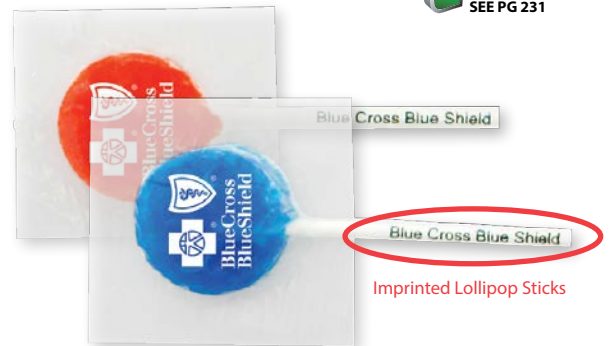 SEE PG 231
Blue Cross Blue Shield
BlueCross
BlueShield
BlueCross
BlueShield
Blue Cross Blue Shield
Imprinted Lollipop Sticks